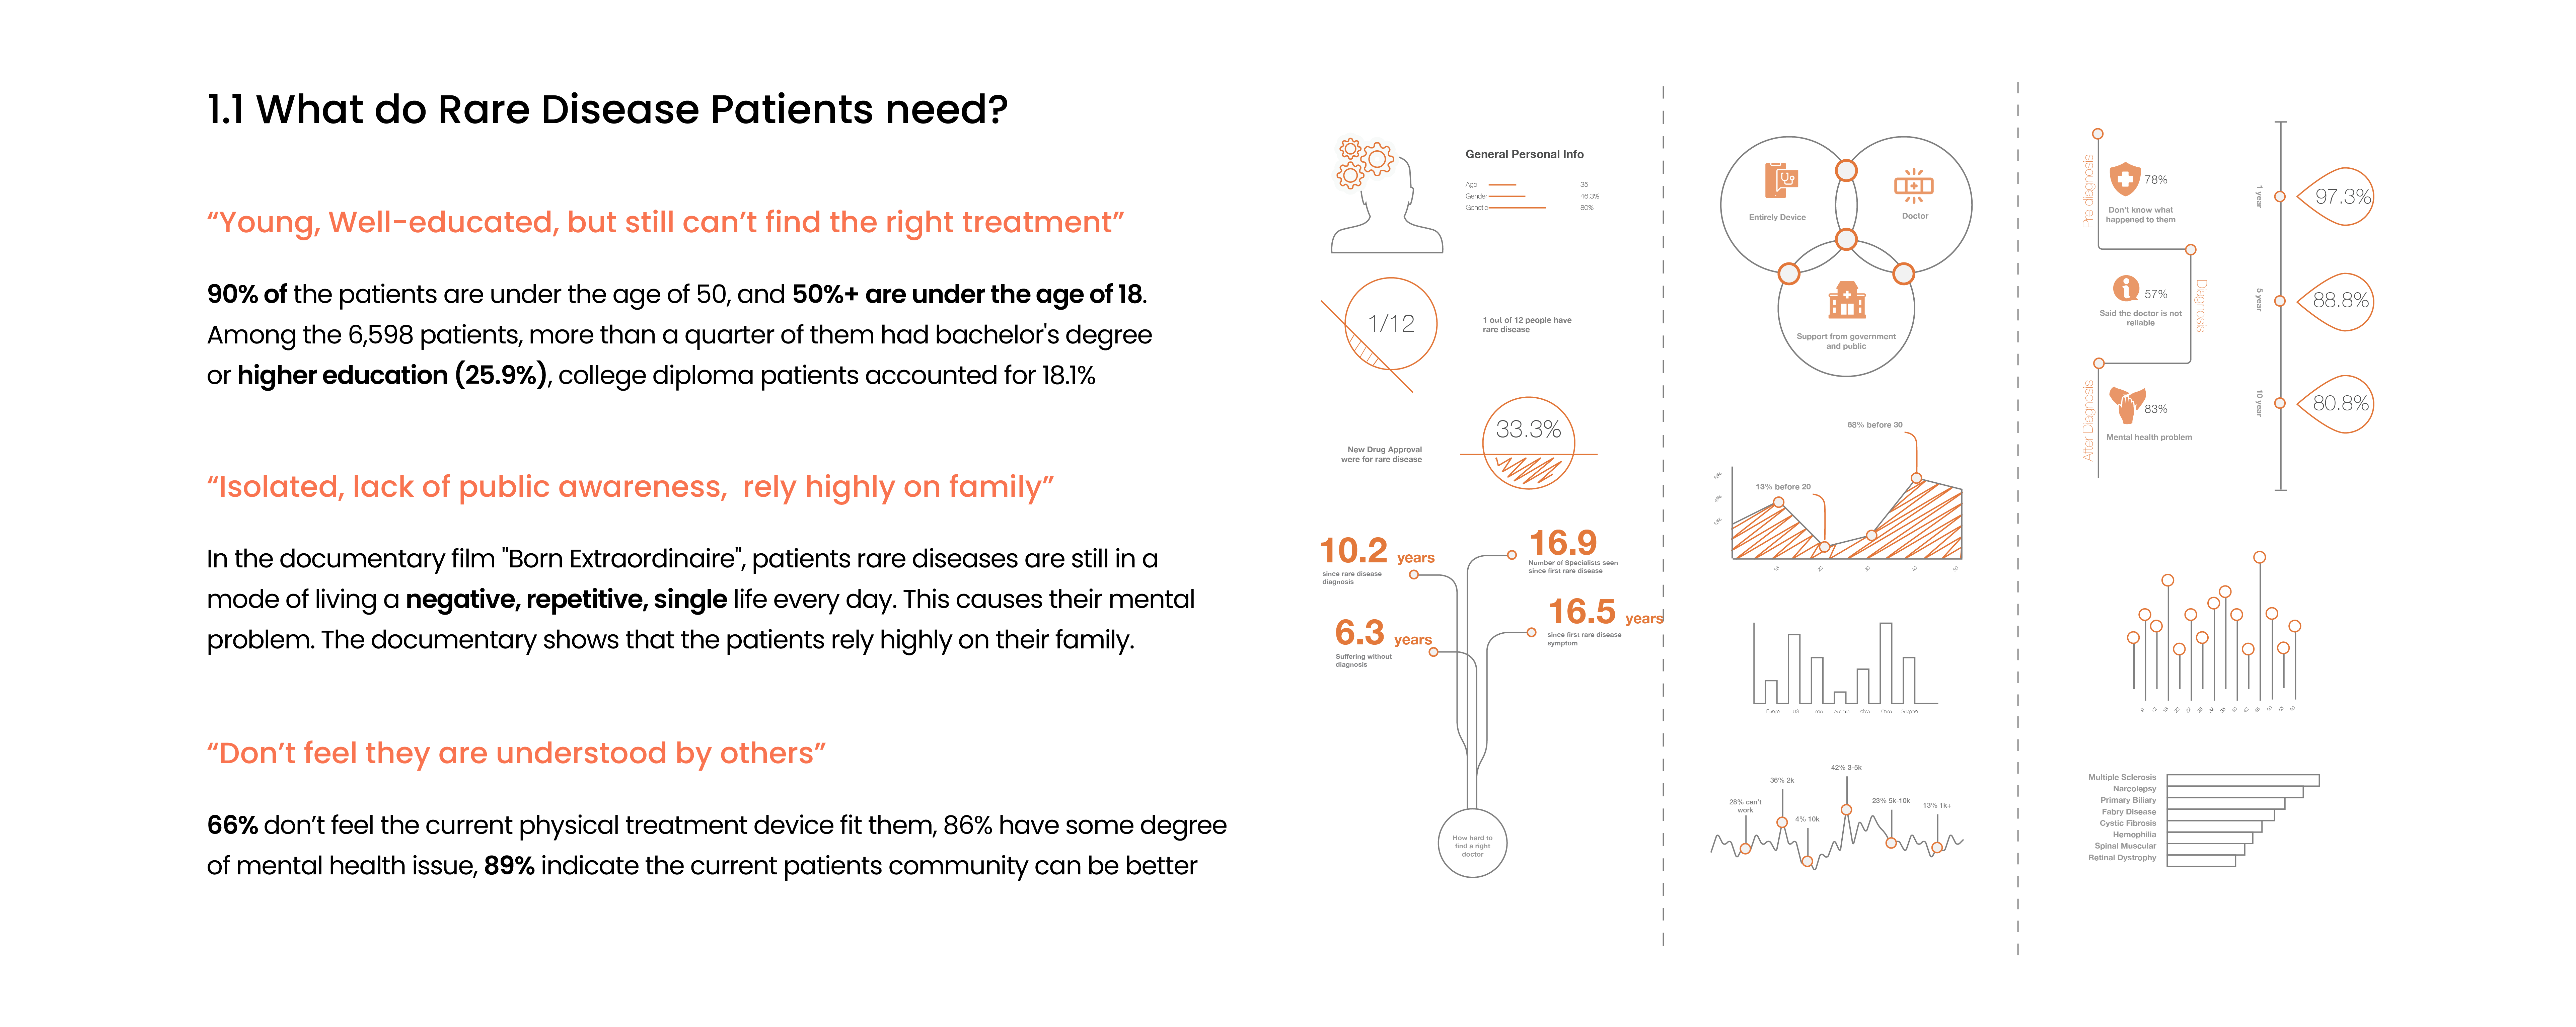 1.1 What do Rare Disease Patients need?
“Young, Well-educated, but still can’t find the right treatment”
90% of the patients are under the age of 50, and 50%+ are under the age of 18.
Among the 6,598 patients, more than a quarter of them had bachelor's degree
or higher education (25.9%), college diploma patients accounted for 18.1%
“Isolated, lack of public awareness,  rely highly on family”
In the documentary film "Born Extraordinaire", patients rare diseases are still in a
mode of living a negative, repetitive, single life every day. This causes their mental
problem. The documentary shows that the patients rely highly on their family.
“Don’t feel they are understood by others”
66% don’t feel the current physical treatment device fit them, 86% have some degree
of mental health issue, 89% indicate the current patients community can be better
General Personal Info
Age 35
Gender 46.3%
Genetic 80%
1/12
1 out of 12 people have
rare disease
33.3%
New Drug Approval
were for rare disease
10.2 years
since rare disease
diagnosis
16.9
Number of Specialists seen
since first rare disease
6.3 years
Suffering without
diagnosis
16.5 years
since first rare disease
symptom
How hard to
find a right
doctor
Entirely Device
Doctor
Support from government
and public
68% before 30
13% before 20
Europe US India Australia Africa China Singapore
42% 3-5k
36% 2k
28% can't
work
4% 10k
23% 5k-10k
13% 1k+
Pre diagnosis
78%
Don't know what
happened to them
Diagnosis
57%
Said the doctor is not
reliable
After Diagnosis
83%
Mental health problem
1 year
97.3%
5 year
88.8%
10 year
80.8%
Multiple Sclerosis
Narcolepsy
Primary Biliary
Fabry Disease
Cystic Fibrosis
Hemophilia
Spinal Muscular
Retinal Dystrophy